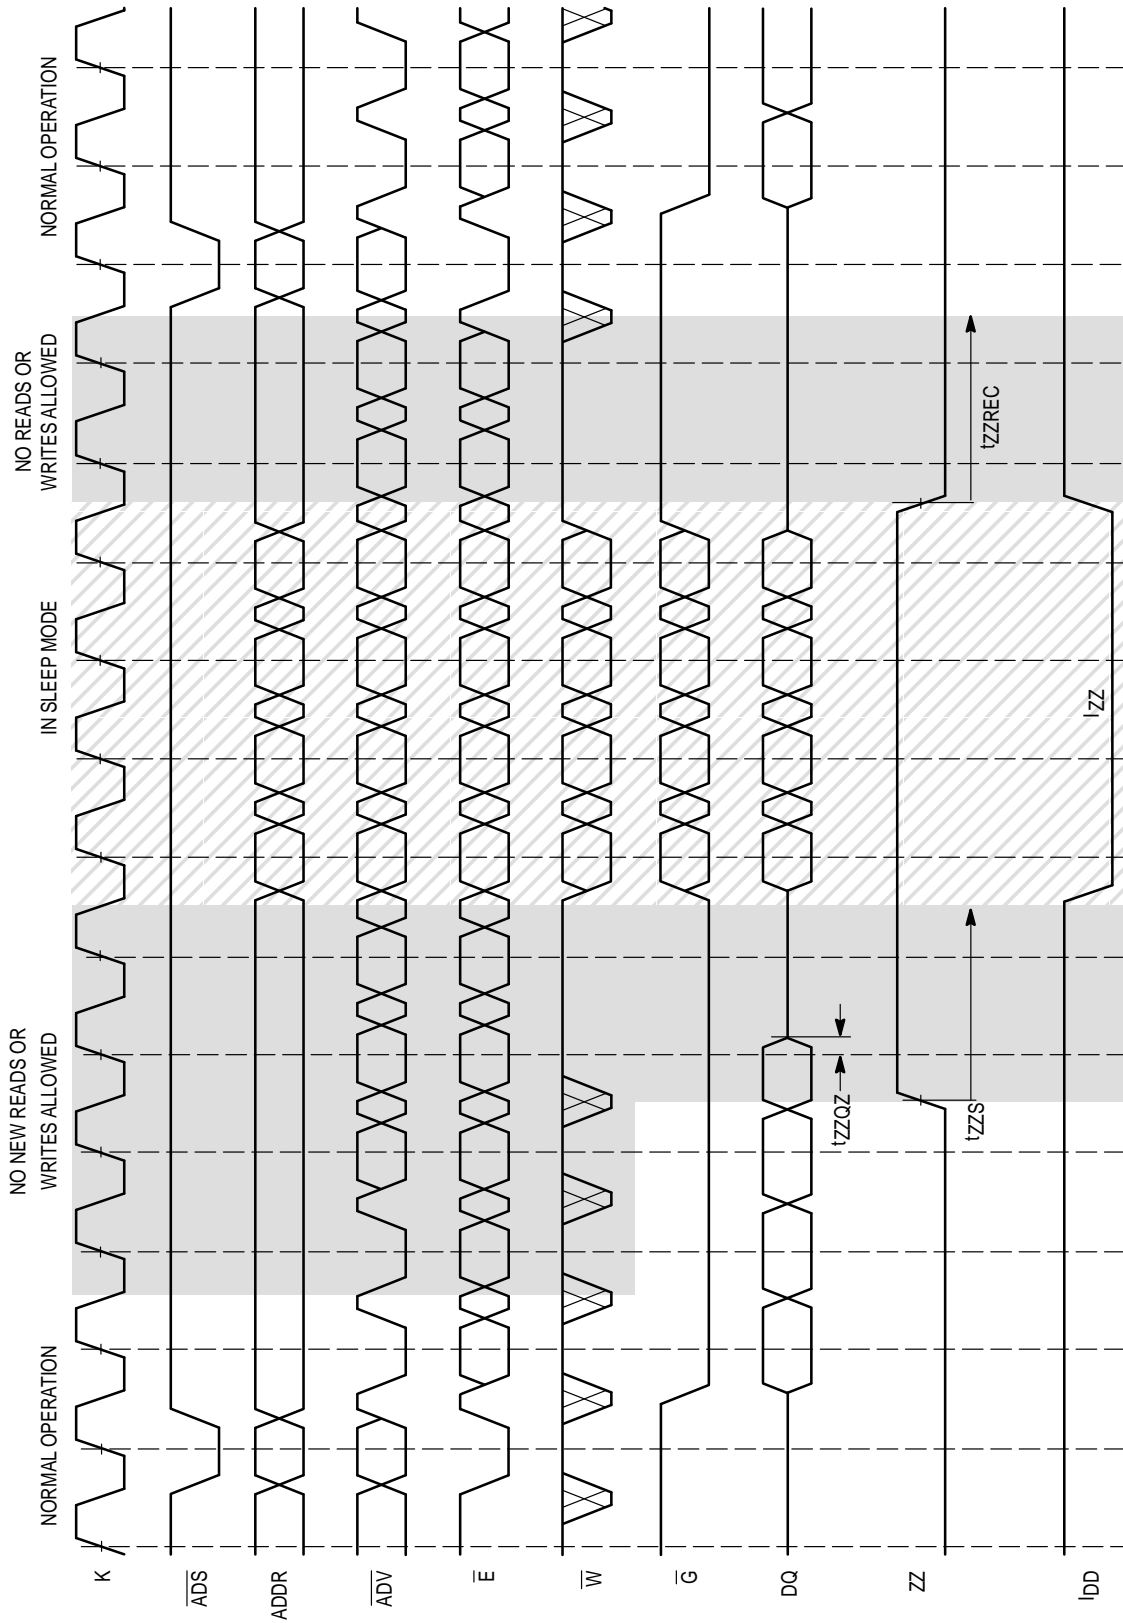 NORMAL OPERATION
NO NEW READS OR
WRITES ALLOWED
IN SLEEP MODE
NO READS OR
WRITES ALLOWED
NORMAL OPERATION
K
ADS
ADDR
ADV
E
W
G
DQ
tZZQZ
ZZ
tZZS
tZZREC
IDD
IZZ